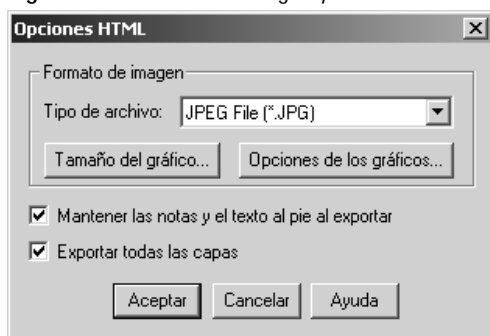 Opciones HTML
Formato de imagen
Tipo de archivo: JPEG File (*.JPG)
Tamaño del gráfico... Opciones de los gráficos...
Mantener las notas y el texto al pie al exportar
Exportar todas las capas
Aceptar Cancelar Ayuda